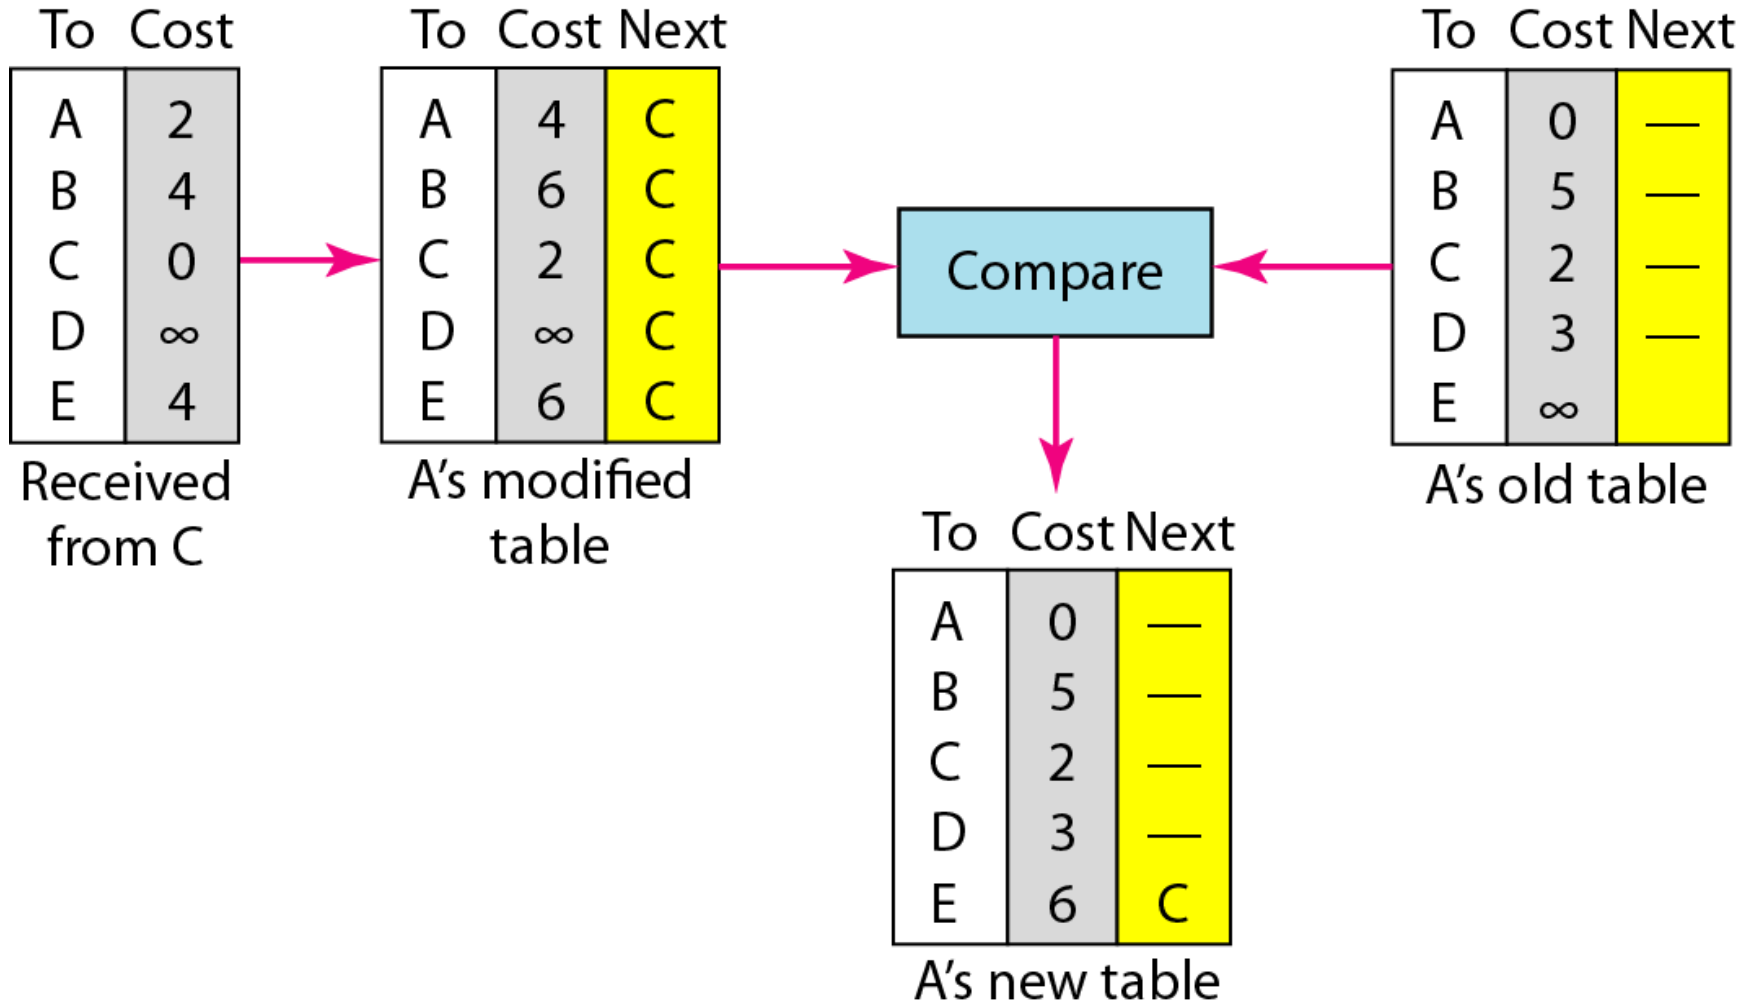 To Cost
A 2
B 4
C 0
D ∞
E 4
Received
from C
To Cost Next
A 4 C
B 6 C
C 2 C
D ∞ C
E 6 C
A's modified
table
Compare
To Cost Next
A 0 —
B 5 —
C 2 —
D 3 —
E ∞
A's old table
To Cost Next
A 0 —
B 5 —
C 2 —
D 3 —
E 6 C
A's new table